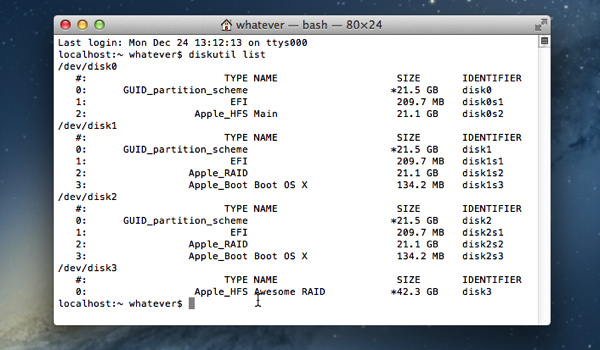 whatever — bash — 80×24
Last login: Mon Dec 24 13:12:13 on ttys000
localhost:~ whatever$ diskutil list
/dev/disk0
#: TYPE NAME SIZE IDENTIFIER
0: GUID_partition_scheme *21.5 GB disk0
1: EFI 209.7 MB disk0s1
2: Apple_HFS Main 21.1 GB disk0s2
/dev/disk1
#: TYPE NAME SIZE IDENTIFIER
0: GUID_partition_scheme *21.5 GB disk1
1: EFI 209.7 MB disk1s1
2: Apple_RAID 21.1 GB disk1s2
3: Apple_Boot Boot OS X 134.2 MB disk1s3
/dev/disk2
#: TYPE NAME SIZE IDENTIFIER
0: GUID_partition_scheme *21.5 GB disk2
1: EFI 209.7 MB disk2s1
2: Apple_RAID 21.1 GB disk2s2
3: Apple_Boot Boot OS X 134.2 MB disk2s3
/dev/disk3
#: TYPE NAME SIZE IDENTIFIER
0: Apple_HFS Awesome RAID *42.3 GB disk3
localhost:~ whatever$